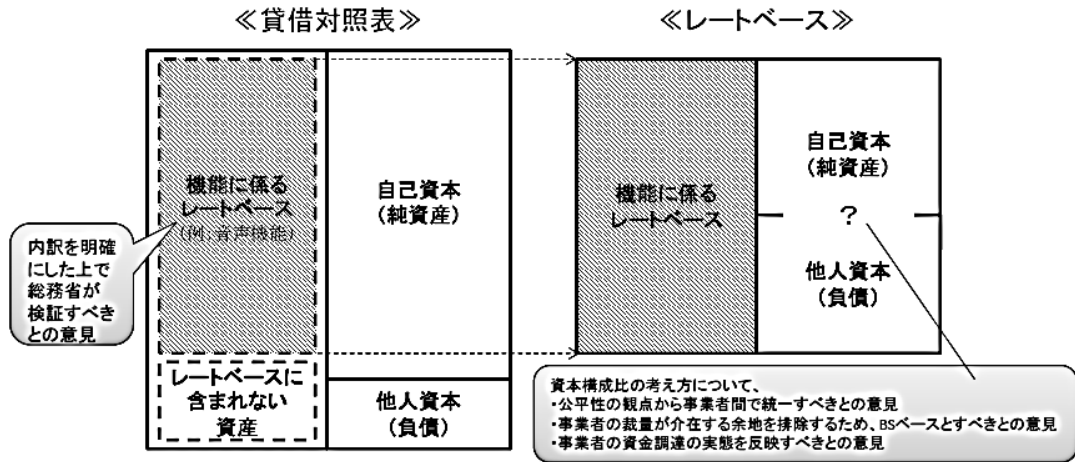 ≪貸借対照表≫
≪レートベース≫
機能に係る
レートベース
(例:音声機能)
自己資本
(純資産)
内訳を明確
にした上で
総務省が
検証すべき
との意見
レートベースに
含まれない
資産
他人資本
(負債)
機能に係る
レートベース
自己資本
(純資産)
?
他人資本
(負債)
資本構成比の考え方について、
・公平性の観点から事業者間で統一すべきとの意見
・事業者の裁量が介在する余地を排除するため、BSベースとすべきとの意見
・事業者の資金調達の実態を反映すべきとの意見